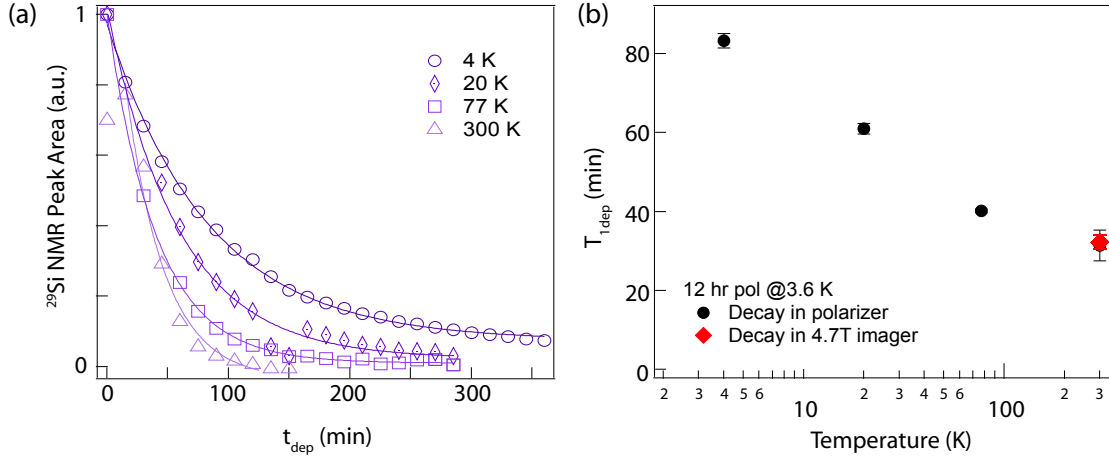 (a)
1
0
²⁹Si NMR Peak Area (a.u.)
0 100 200 300
t_dep (min)
4 K
20 K
77 K
300 K
(b)
80
60
40
20
0
T_1dep (min)
12 hr pol @3.6 K
Decay in polarizer
Decay in 4.7T imager
2 3 4 5 6 2 3 4 5 6 2 3
10 100
Temperature (K)